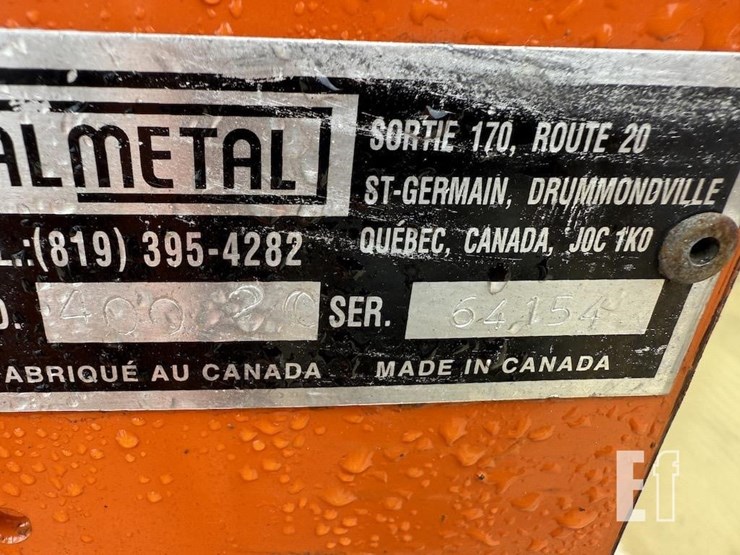 ALMETAL
SORTIE 170, ROUTE 20
ST-GERMAIN, DRUMMONDVILLE
L.:(819) 395-4282
QUÉBEC, CANADA, J0C 1K0
D. 400 20 SER. 64154
ABRIQUÉ AU CANADA MADE IN CANADA
Ef